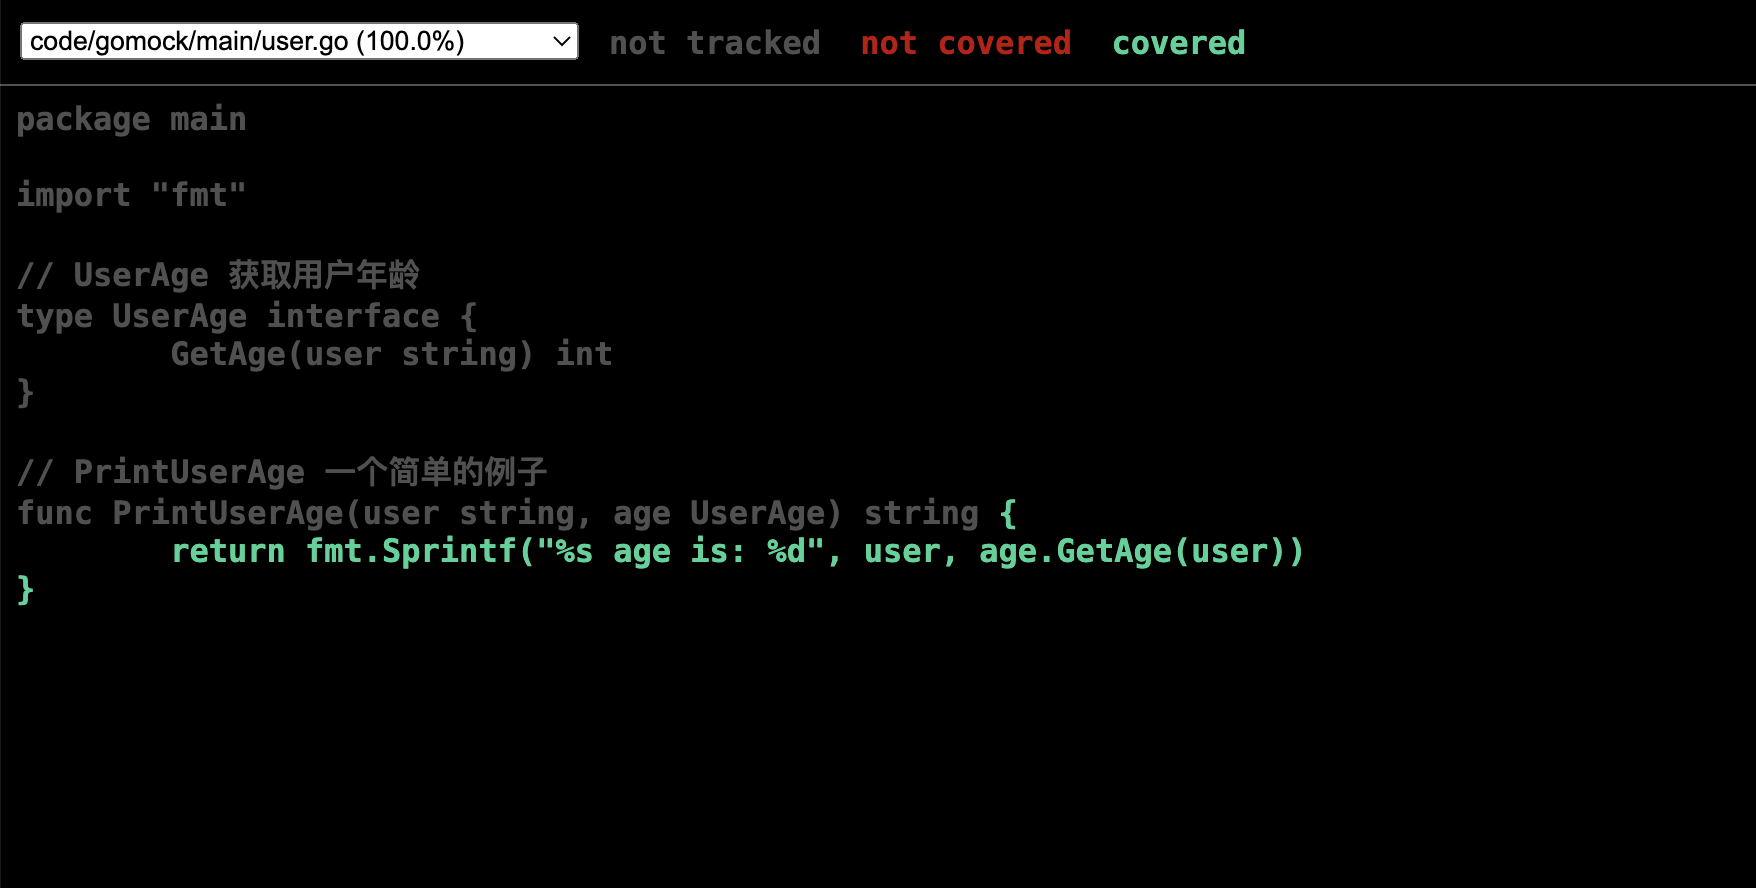 code/gomock/main/user.go (100.0%) not tracked not covered covered
package main
import "fmt"
// UserAge 获取用户年龄
type UserAge interface {
        GetAge(user string) int
}
// PrintUserAge 一个简单的例子
func PrintUserAge(user string, age UserAge) string {
        return fmt.Sprintf("%s age is: %d", user, age.GetAge(user))
}